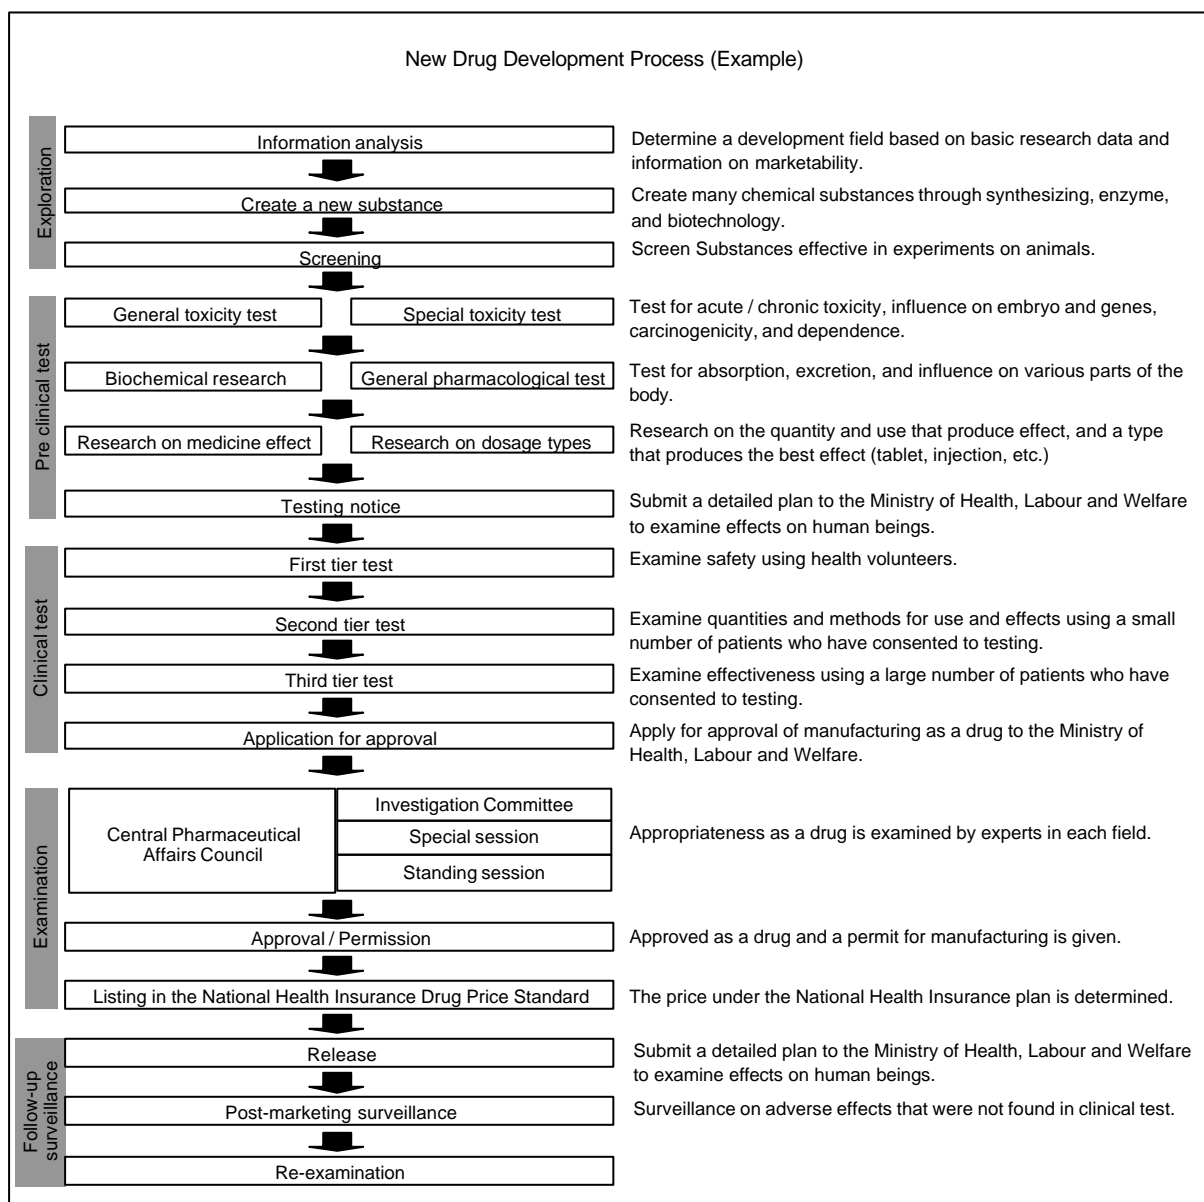 New Drug Development Process (Example)
Exploration
Information analysis
Determine a development field based on basic research data and
information on marketability.
Create a new substance
Create many chemical substances through synthesizing, enzyme,
and biotechnology.
Screening
Screen Substances effective in experiments on animals.
Pre clinical test
General toxicity test
Special toxicity test
Test for acute / chronic toxicity, influence on embryo and genes,
carcinogenicity, and dependence.
Biochemical research
General pharmacological test
Test for absorption, excretion, and influence on various parts of the
body.
Research on medicine effect
Research on dosage types
Research on the quantity and use that produce effect, and a type
that produces the best effect (tablet, injection, etc.)
Testing notice
Submit a detailed plan to the Ministry of Health, Labour and Welfare
to examine effects on human beings.
Clinical test
First tier test
Examine safety using health volunteers.
Second tier test
Examine quantities and methods for use and effects using a small
number of patients who have consented to testing.
Third tier test
Examine effectiveness using a large number of patients who have
consented to testing.
Application for approval
Apply for approval of manufacturing as a drug to the Ministry of
Health, Labour and Welfare.
Examination
Central Pharmaceutical
Affairs Council
Investigation Committee
Special session
Standing session
Appropriateness as a drug is examined by experts in each field.
Approval / Permission
Approved as a drug and a permit for manufacturing is given.
Listing in the National Health Insurance Drug Price Standard
The price under the National Health Insurance plan is determined.
Follow-up
surveillance
Release
Submit a detailed plan to the Ministry of Health, Labour and Welfare
to examine effects on human beings.
Post-marketing surveillance
Surveillance on adverse effects that were not found in clinical test.
Re-examination